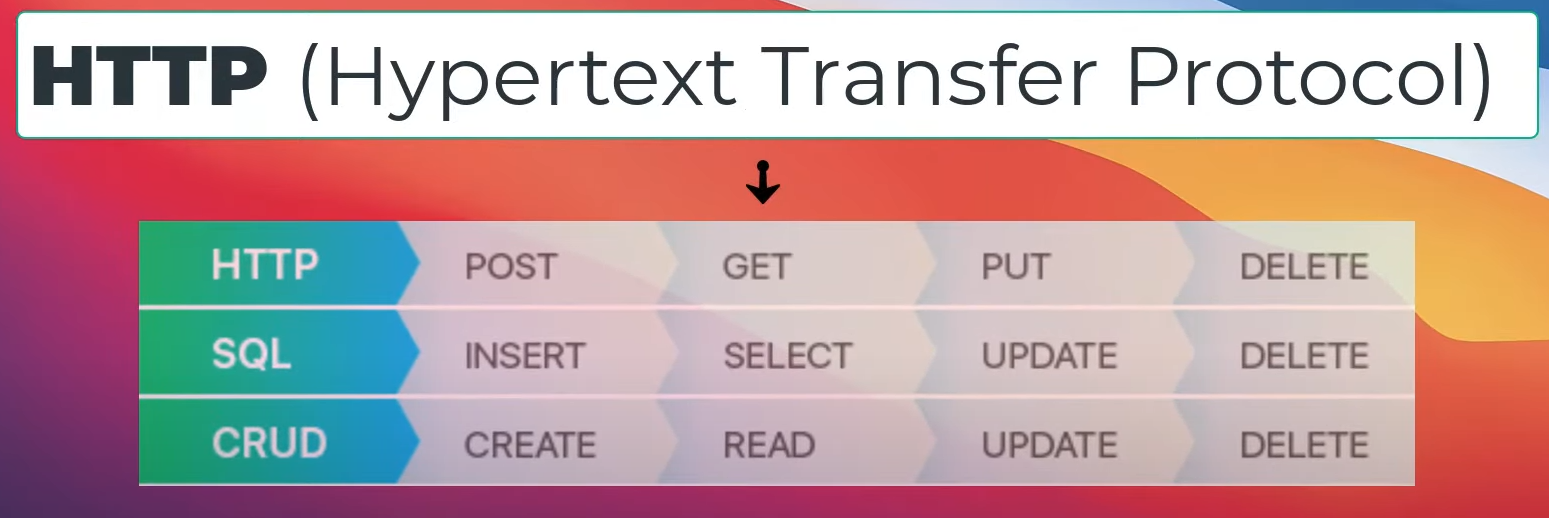 HTTP (Hypertext Transfer Protocol)
HTTP POST GET PUT DELETE
SQL INSERT SELECT UPDATE DELETE
CRUD CREATE READ UPDATE DELETE